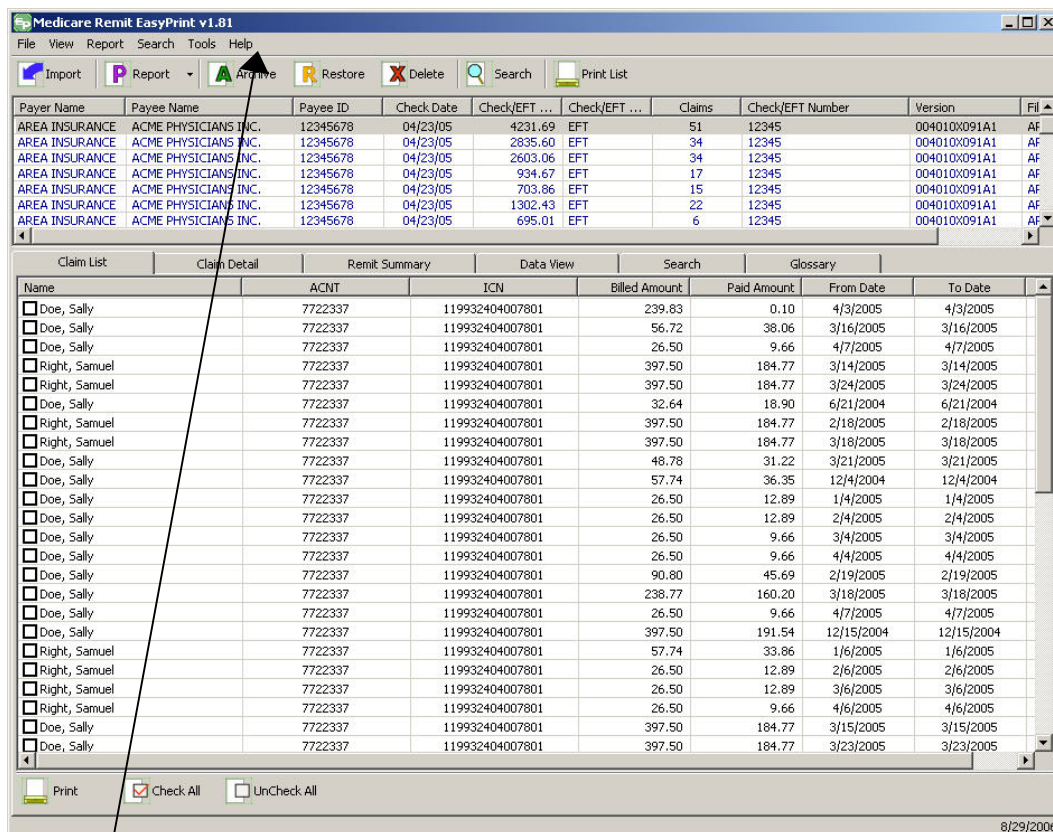 Medicare Remit EasyPrint v1.81
File View Report Search Tools Help
Import Report Archive Restore Delete Search Print List
Payer Name Payee Name Payee ID Check Date Check/EFT ... Check/EFT ... Claims Check/EFT Number Version Fil
AREA INSURANCE ACME PHYSICIANS INC. 12345678 04/23/05 4231.69 EFT 51 12345 004010X091A1 AF
AREA INSURANCE ACME PHYSICIANS INC. 12345678 04/23/05 2835.60 EFT 34 12345 004010X091A1 AF
AREA INSURANCE ACME PHYSICIANS INC. 12345678 04/23/05 2603.06 EFT 34 12345 004010X091A1 AF
AREA INSURANCE ACME PHYSICIANS INC. 12345678 04/23/05 934.67 EFT 17 12345 004010X091A1 AF
AREA INSURANCE ACME PHYSICIANS INC. 12345678 04/23/05 703.86 EFT 15 12345 004010X091A1 AF
AREA INSURANCE ACME PHYSICIANS INC. 12345678 04/23/05 1302.43 EFT 22 12345 004010X091A1 AF
AREA INSURANCE ACME PHYSICIANS INC. 12345678 04/23/05 695.01 EFT 6 12345 004010X091A1 AF
Claim List Claim Detail Remit Summary Data View Search Glossary
Name ACNT ICN Billed Amount Paid Amount From Date To Date
Doe, Sally 7722337 119932404007801 239.83 0.10 4/3/2005 4/3/2005
Doe, Sally 7722337 119932404007801 56.72 38.06 3/16/2005 3/16/2005
Doe, Sally 7722337 119932404007801 26.50 9.66 4/7/2005 4/7/2005
Right, Samuel 7722337 119932404007801 397.50 184.77 3/14/2005 3/14/2005
Right, Samuel 7722337 119932404007801 397.50 184.77 3/24/2005 3/24/2005
Doe, Sally 7722337 119932404007801 32.64 18.90 6/21/2004 6/21/2004
Right, Samuel 7722337 119932404007801 397.50 184.77 2/18/2005 2/18/2005
Right, Samuel 7722337 119932404007801 397.50 184.77 3/18/2005 3/18/2005
Doe, Sally 7722337 119932404007801 48.78 31.22 3/21/2005 3/21/2005
Doe, Sally 7722337 119932404007801 57.74 36.35 12/4/2004 12/4/2004
Doe, Sally 7722337 119932404007801 26.50 12.89 1/4/2005 1/4/2005
Doe, Sally 7722337 119932404007801 26.50 12.89 2/4/2005 2/4/2005
Doe, Sally 7722337 119932404007801 26.50 9.66 3/4/2005 3/4/2005
Doe, Sally 7722337 119932404007801 26.50 9.66 4/4/2005 4/4/2005
Doe, Sally 7722337 119932404007801 90.80 45.69 2/19/2005 2/19/2005
Doe, Sally 7722337 119932404007801 238.77 160.20 3/18/2005 3/18/2005
Doe, Sally 7722337 119932404007801 26.50 9.66 4/7/2005 4/7/2005
Doe, Sally 7722337 119932404007801 397.50 191.54 12/15/2004 12/15/2004
Right, Samuel 7722337 119932404007801 57.74 33.86 1/6/2005 1/6/2005
Right, Samuel 7722337 119932404007801 26.50 12.89 2/6/2005 2/6/2005
Right, Samuel 7722337 119932404007801 26.50 12.89 3/6/2005 3/6/2005
Right, Samuel 7722337 119932404007801 26.50 9.66 4/6/2005 4/6/2005
Doe, Sally 7722337 119932404007801 397.50 184.77 3/15/2005 3/15/2005
Doe, Sally 7722337 119932404007801 397.50 184.77 3/23/2005 3/23/2005
Print Check All UnCheck All
8/29/2006